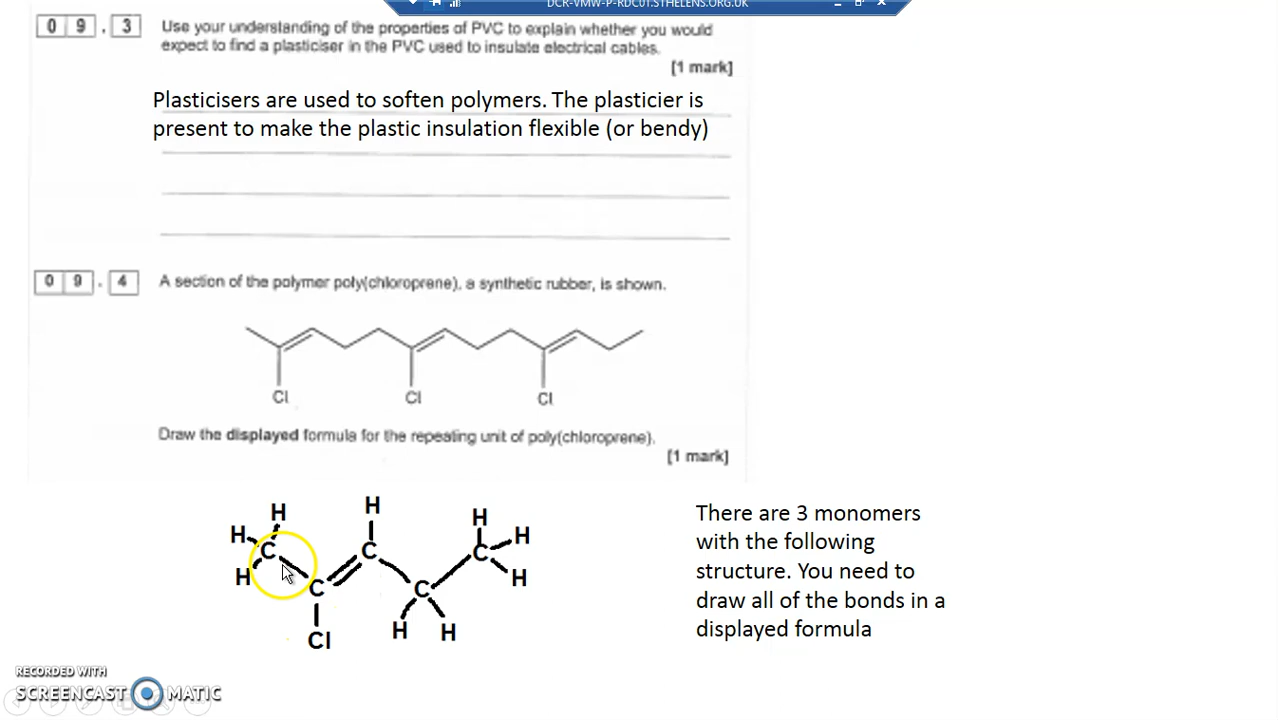 DCR-VMW-P-RDC01.STHELENS.ORG.UK
0 9 . 3 Use your understanding of the properties of PVC to explain whether you would
expect to find a plasticiser in the PVC used to insulate electrical cables.
[1 mark]
Plasticisers are used to soften polymers. The plasticier is
present to make the plastic insulation flexible (or bendy)
0 9 . 4 A section of the polymer poly(chloroprene), a synthetic rubber, is shown.
Cl Cl Cl
Draw the displayed formula for the repeating unit of poly(chloroprene).
[1 mark]
H H H
H C C C H
H C C H
Cl H H
There are 3 monomers
with the following
structure. You need to
draw all of the bonds in a
displayed formula
RECORDED WITH
SCREENCAST MATIC